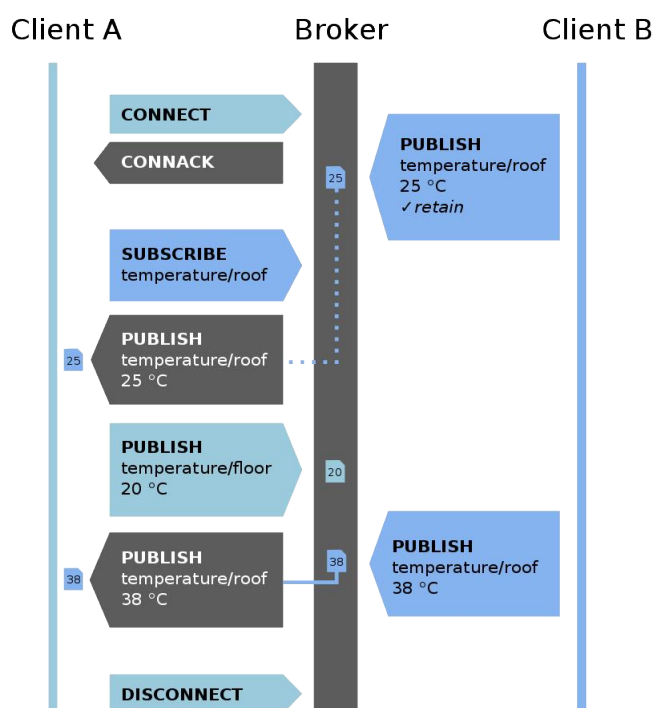 Client A
Broker
Client B
CONNECT
CONNACK
PUBLISH
temperature/roof
25 °C
✓retain
25
SUBSCRIBE
temperature/roof
PUBLISH
temperature/roof
25 °C
25
PUBLISH
temperature/floor
20 °C
20
PUBLISH
temperature/roof
38 °C
38
PUBLISH
temperature/roof
38 °C
38
DISCONNECT